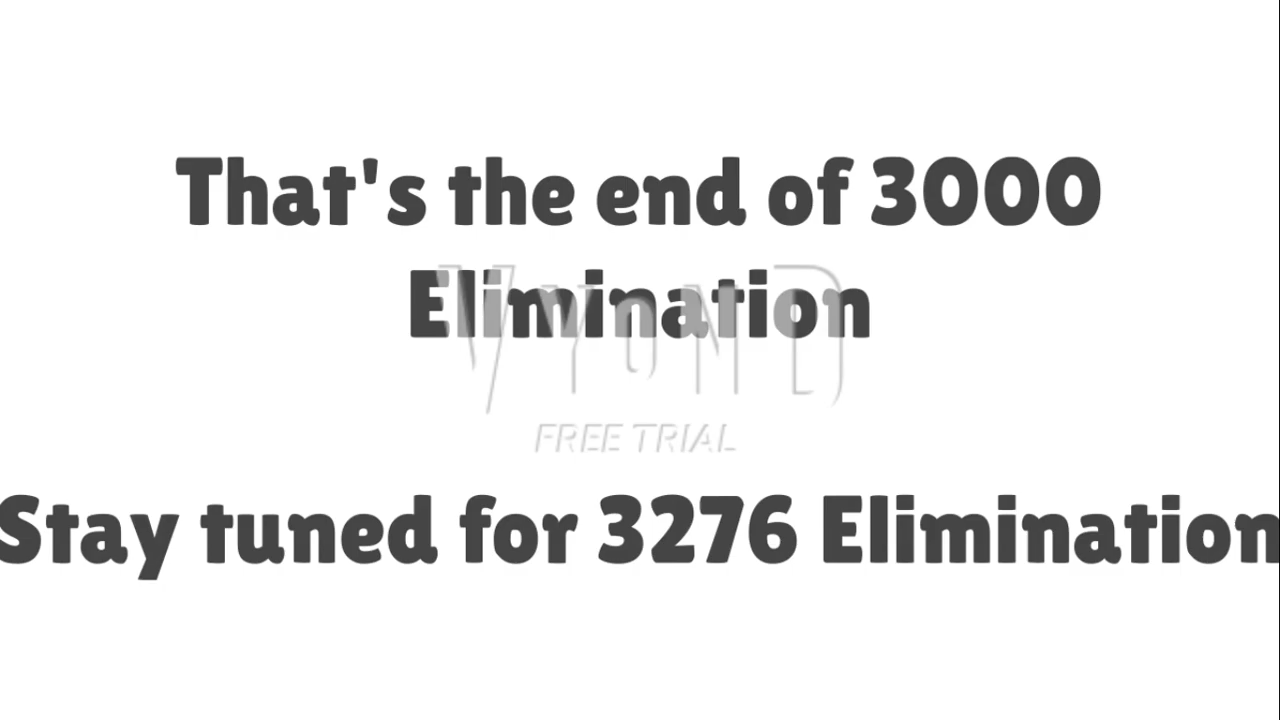 That's the end of 3000
Elimination
VYOND
FREE TRIAL
Stay tuned for 3276 Elimination